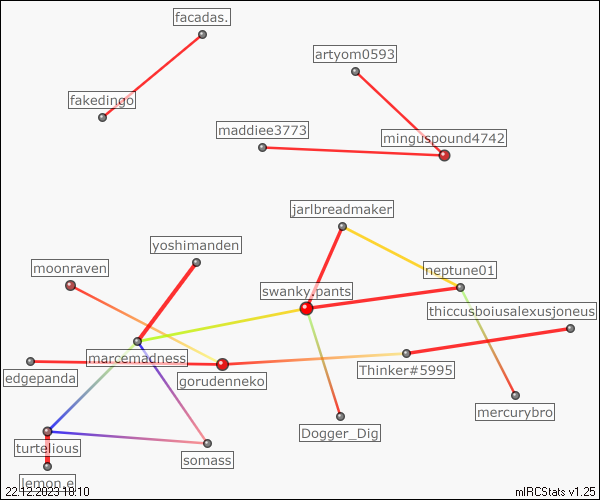 facadas.
artyom0593
fakedingo
maddiee3773
minguspound4742
jarlbreadmaker
yoshimanden
moonraven
neptune01
swanky.pants
thiccusboiusalexusjoneus
marcemadness
edgepanda
gorudenneko
Thinker#5995
mercurybro
Dogger_Dig
turtelious
somass
lemon.e
22.12.2023 18:10
mIRCStats v1.25